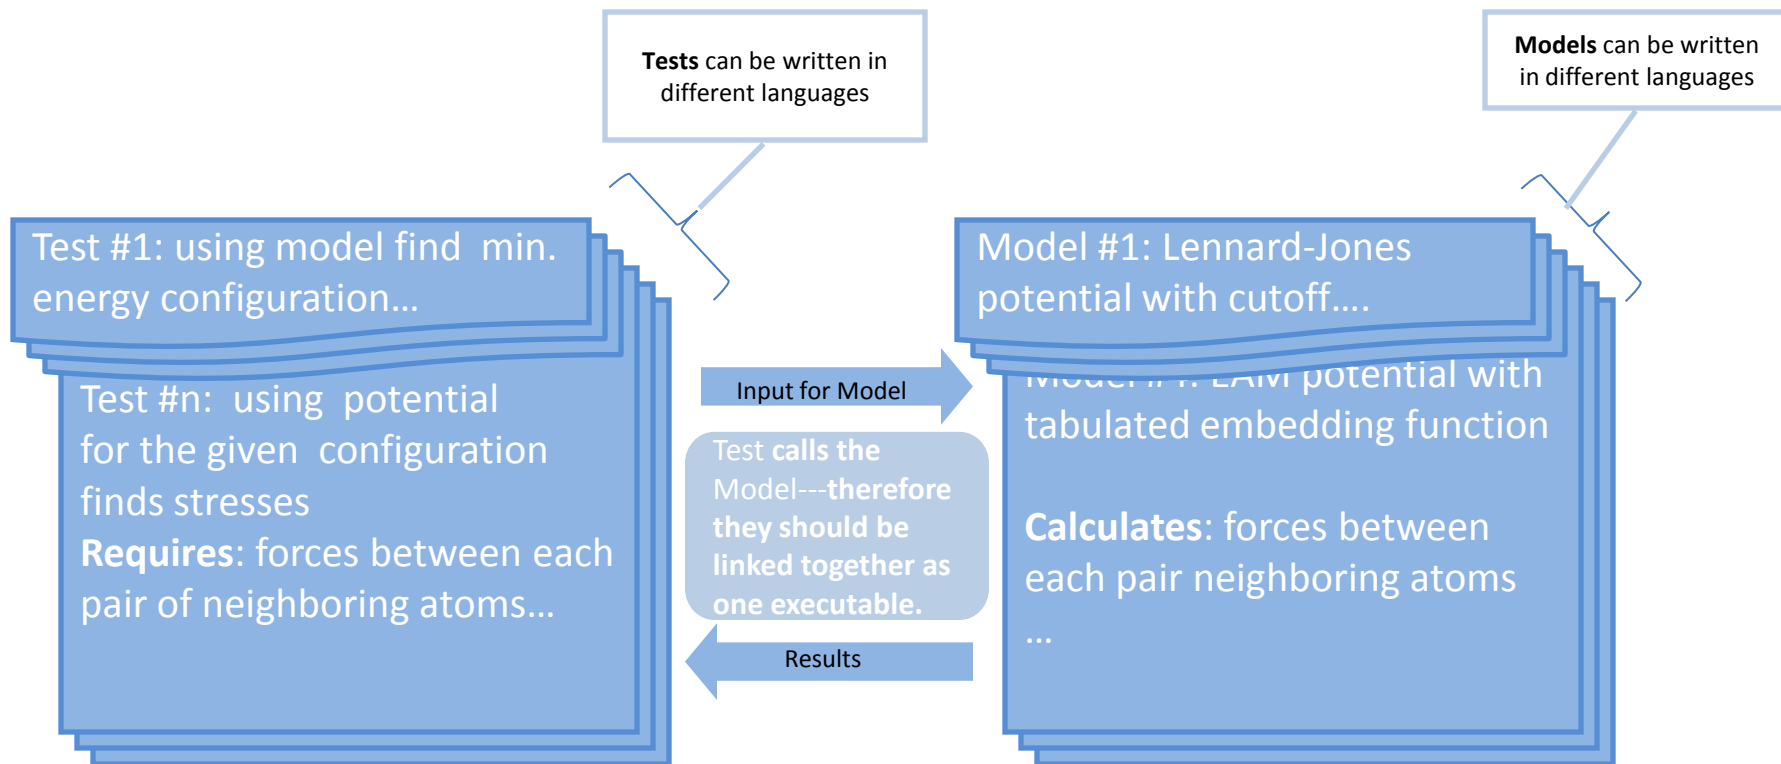 Tests can be written in
different languages
Models can be written
in different languages
Test #1: using model find  min.
energy configuration…
Test #n:  using  potential
for the given  configuration
finds stresses
Requires: forces between each
pair of neighboring atoms…
Input for Model
Test calls the
Model---therefore
they should be
linked together as
one executable.
Results
Model #1: Lennard-Jones
potential with cutoff….
EAM potential with
tabulated embedding function
Calculates: forces between
each pair neighboring atoms
…